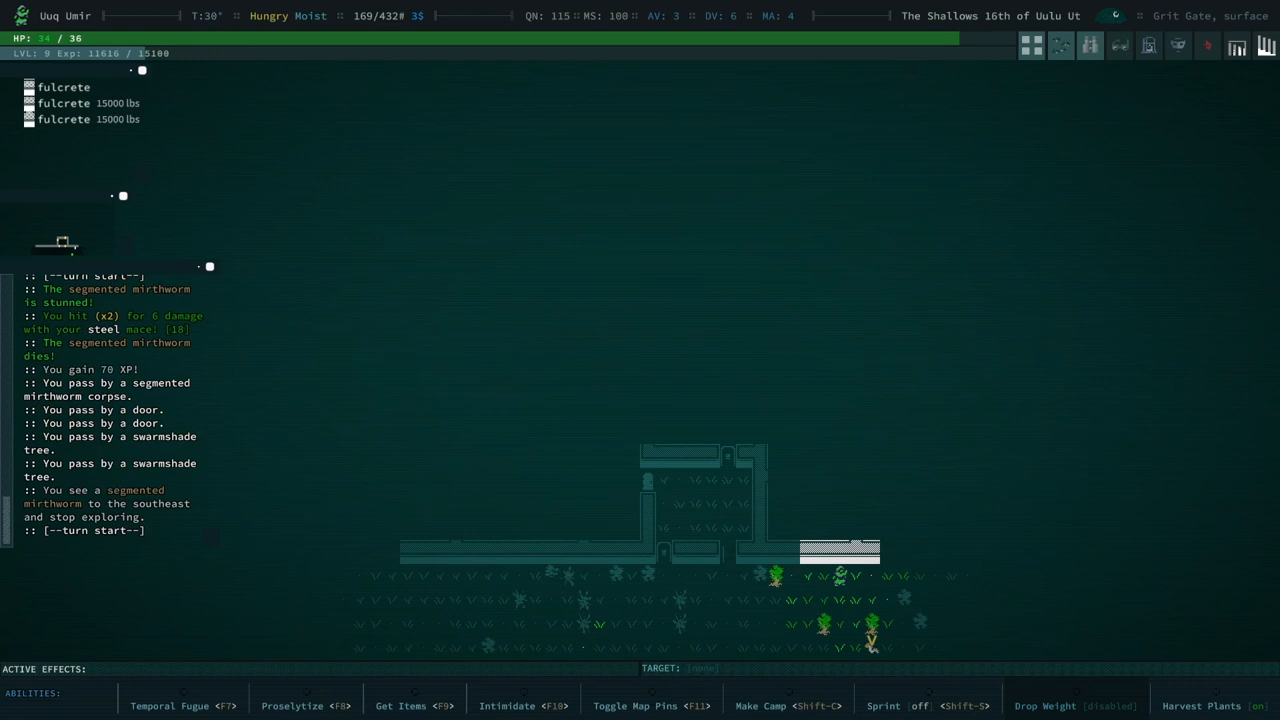 Uuq Umir T:30° :: Hungry Moist :: 169/432# 3$ QN: 115 :: MS: 100 :: AV: 3 :: DV: 6 :: MA: 4 The Shallows 16th of Uulu Ut :: Grit Gate, surface
HP: 34 / 36
LVL: 9 Exp: 11616 / 15100
fulcrete
fulcrete 15000 lbs
fulcrete 15000 lbs
:: [--turn start--]
:: The segmented mirthworm
is stunned!
:: You hit (x2) for 6 damage
with your steel mace! [18]
:: The segmented mirthworm
dies!
:: You gain 70 XP!
:: You pass by a segmented
mirthworm corpse.
:: You pass by a door.
:: You pass by a door.
:: You pass by a swarmshade
tree.
:: You pass by a swarmshade
tree.
:: You see a segmented
mirthworm to the southeast
and stop exploring.
:: [--turn start--]
ACTIVE EFFECTS: TARGET: [none]
ABILITIES: Temporal Fugue <F7> Proselytize <F8> Get Items <F9> Intimidate <F10> Toggle Map Pins <F11> Make Camp <Shift-C> Sprint [off] <Shift-S> Drop Weight [disabled] Harvest Plants [on]